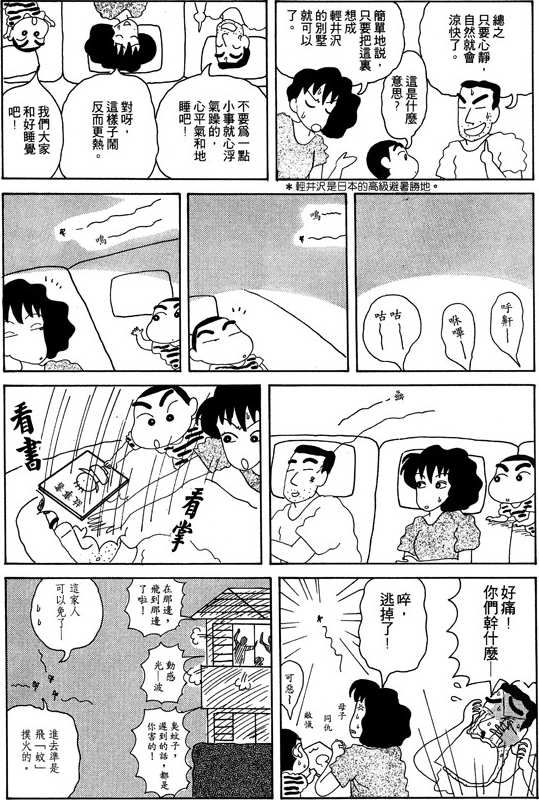 總之
只要心靜，
自然就會
涼快了。
這是什麼
意思？
簡單地說，
只要把這裏
想成
輕井沢
的別墅
就可以
了。
＊輕井沢是日本的高級避暑勝地。
不要爲一點
小事就心浮
氣躁的，
心平氣和地
睡吧！
對呀，
這樣子鬧
反而更熱。
我們大家
和好睡覺
吧！
呼鼾——
咻嗶——
咕咕——
嗚——
嗚——
看掌
看書
好痛！
你們幹什麼—
啐，
逃掉了！
母子
同仇
敵愾
可惡～
在那邊，
飛到那邊
了啦！
動感
光—波
臭蚊子，
遲到的話，都是
你害的！
這家人
可以免了—
進去準是
飛「蚊」
撲火的。